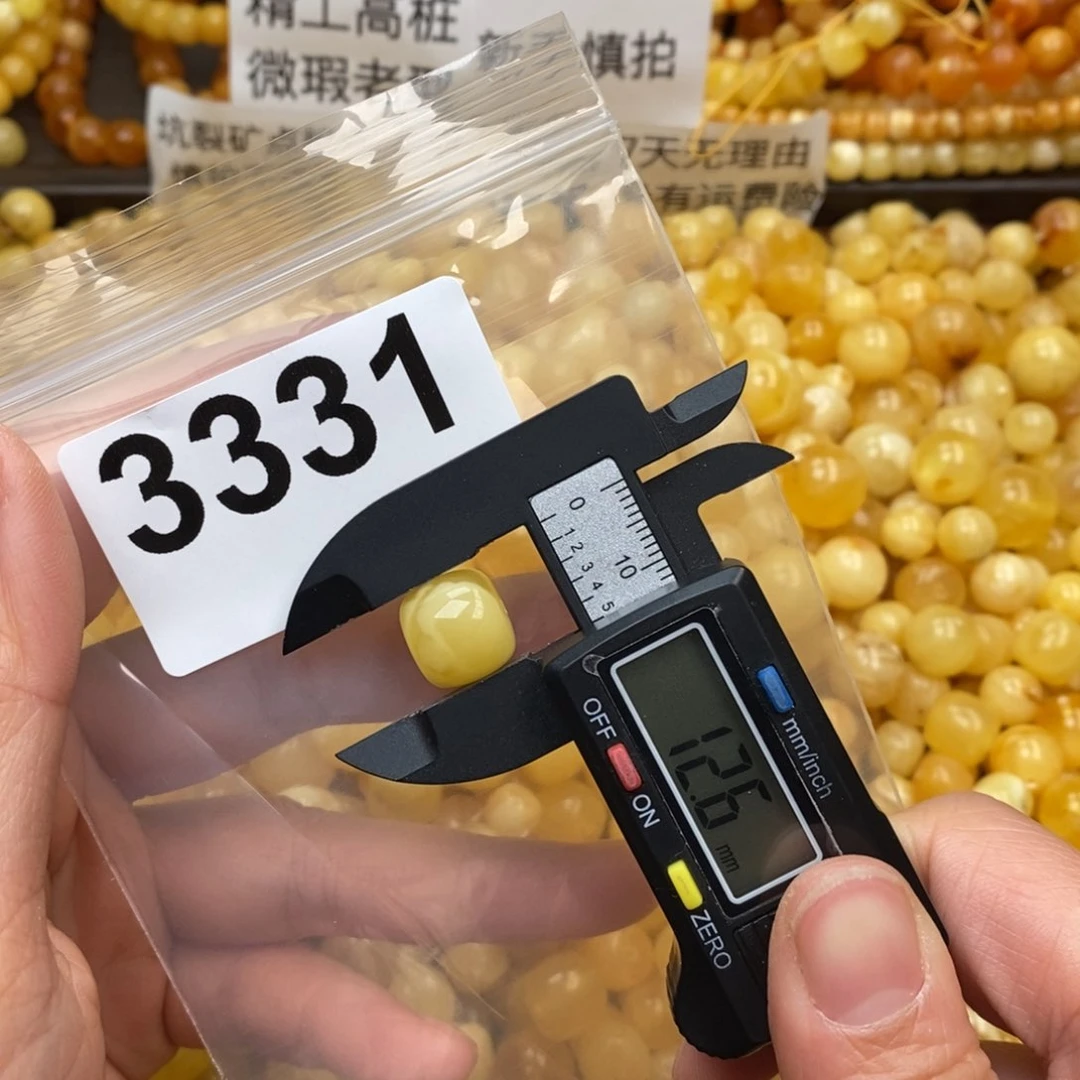 精工高桩
微瑕老
慎拍
坑裂矿点
天无理由
有运费险
3331
0
10
1 2 3 4 5
OFF
ON
mm/inch
12.6
mm
ZERO